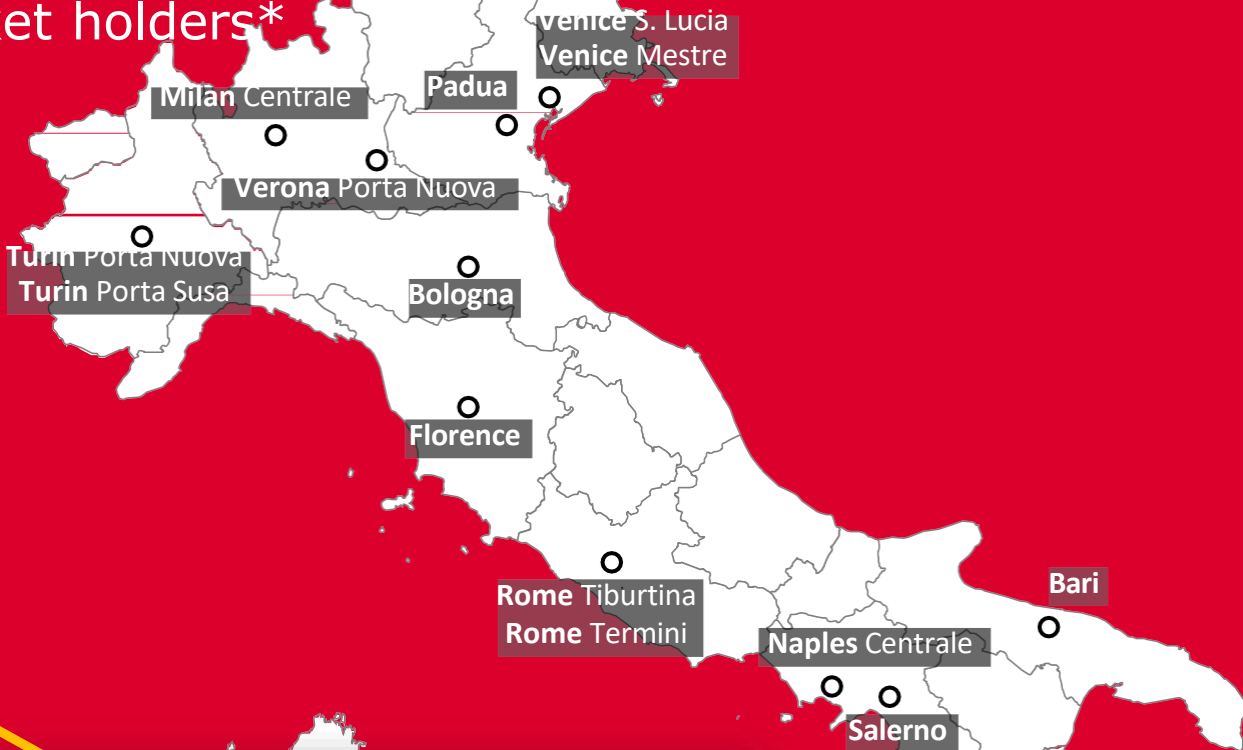 ket holders*
Venice S. Lucia
Venice Mestre
Padua
Milan Centrale
Verona Porta Nuova
Turin Porta Nuova
Turin Porta Susa
Bologna
Florence
Rome Tiburtina
Rome Termini
Bari
Naples Centrale
Salerno